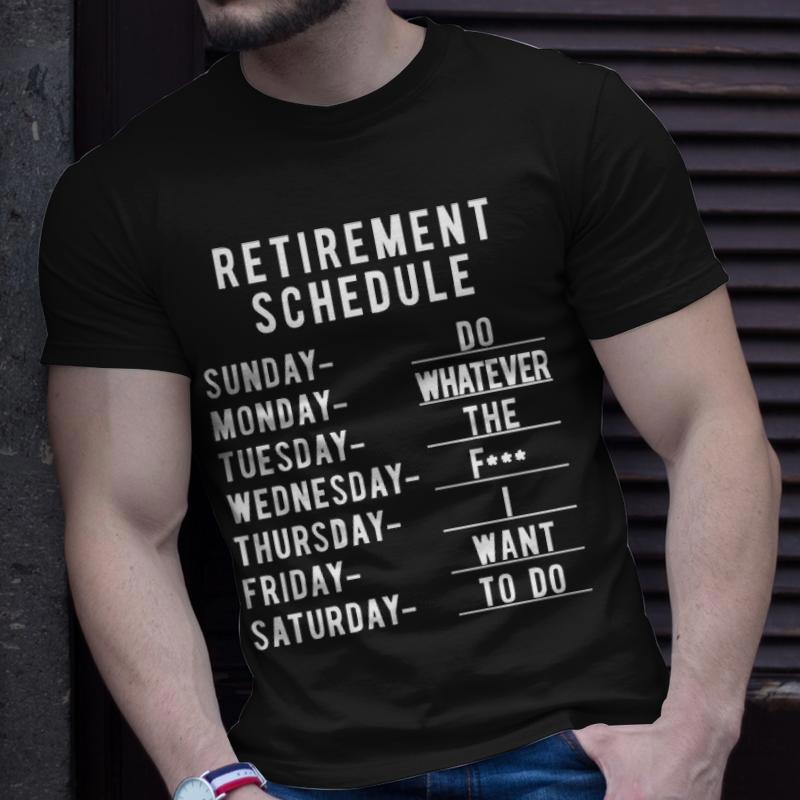 RETIREMENT
SCHEDULE
SUNDAY- DO
MONDAY- WHATEVER
TUESDAY- THE
WEDNESDAY- F***
THURSDAY- I
FRIDAY- WANT
SATURDAY- TO DO